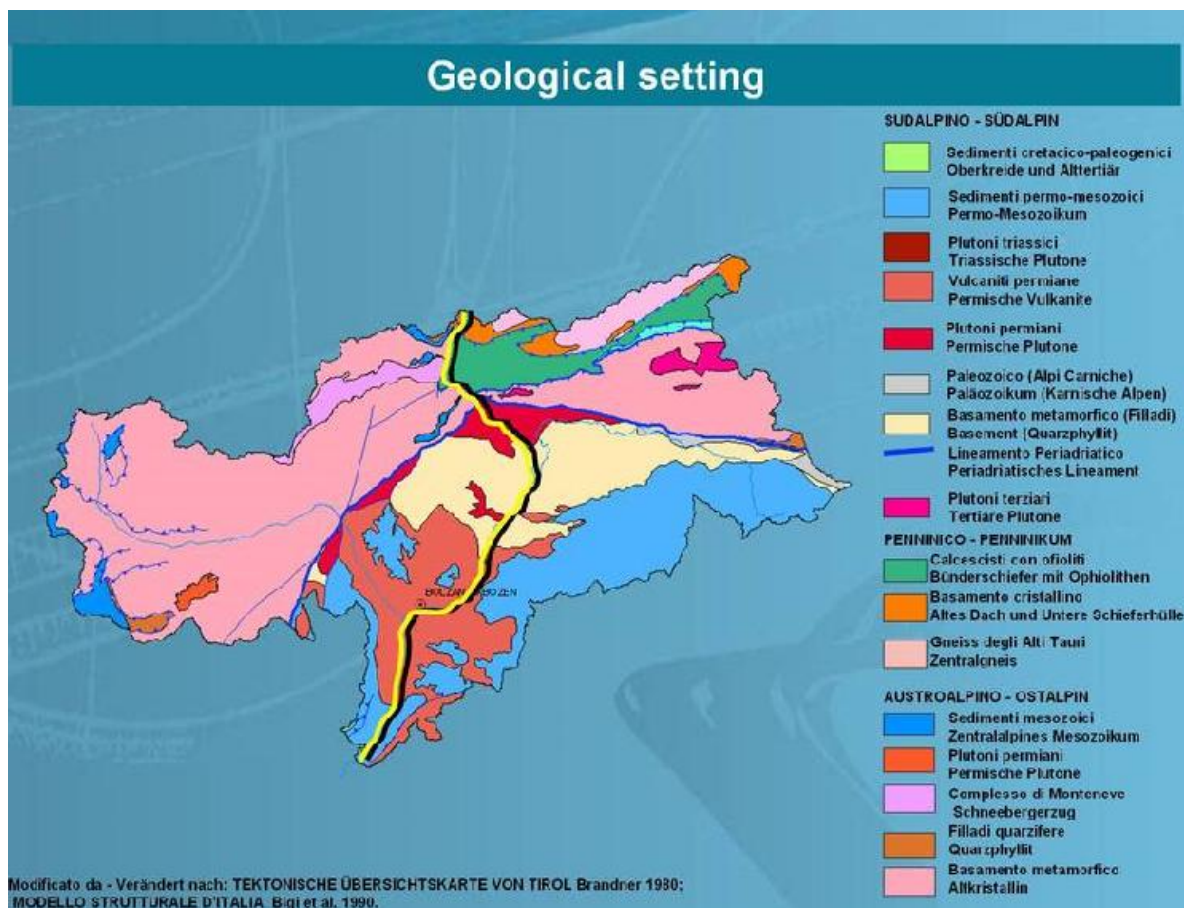 Geological setting
SUDALPINO - SÜDALPIN
Sedimenti cretacico-paleogenici
Oberkreide und Alttertiär
Sedimenti permo-mesozoici
Permo-Mesozoikum
Plutoni triassici
Triassische Plutone
Vulcaniti permiane
Permische Vulkanite
Plutoni permiani
Permische Plutone
Paleozoico (Alpi Carniche)
Paläozoikum (Karnische Alpen)
Basamento metamorfico (Filladi)
Basement (Quarzphyllit)
Lineamento Periadriatico
Periadriatisches Lineament
Plutoni terziari
Tertiäre Plutone
PENNINICO - PENNINIKUM
Calcescisti con ofioliti
Bünderschiefer mit Ophiolithen
Basamento cristallino
Altes Dach und Untere Schieferhülle
Gneiss degli Alti Tauri
Zentralgneis
AUSTROALPINO - OSTALPIN
Sedimenti mesozoici
Zentralalpines Mesozoikum
Plutoni permiani
Permische Plutone
Complesso di Monteneve
Schneebergerzug
Filladi quarzifere
Quarzphyllit
Basamento metamorfico
Altkristallin
BOZEN
Modificato da - Verändert nach: TEKTONISCHE ÜBERSICHTSKARTE VON TIROL Brandner 1980;
MODELLO STRUTTURALE D'ITALIA Bigi et al. 1990.